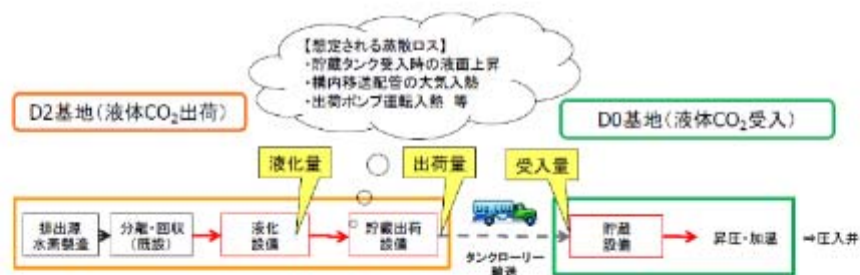 【想定される蒸散ロス】
・貯蔵タンク受入時の液面上昇
・構内移送配管の大気入熱
・出荷ポンプ運転入熱 等
D2基地(液体CO₂出荷)
D0基地(液体CO₂受入)
液化量
出荷量
受入量
排出源
水素製造
分離・回収
(既設)
液化
設備
貯蔵出荷
設備
タンクローリー
輸送
貯蔵
設備
昇圧・加温
⇒圧入井